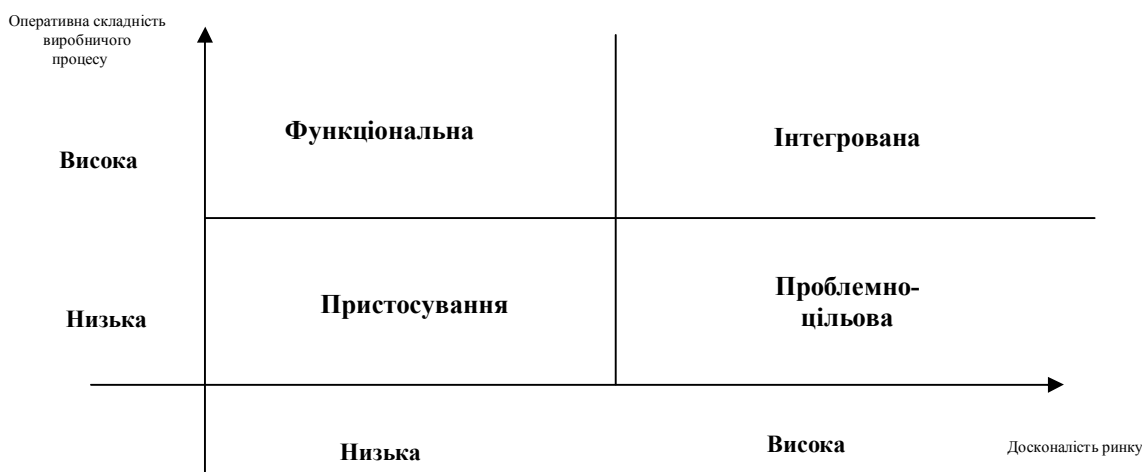 Оперативна складність
виробничого
процесу
Функціональна
Інтегрована
Висока
Пристосування
Проблемно-
цільова
Низька
Низька
Висока
Досконалість ринку